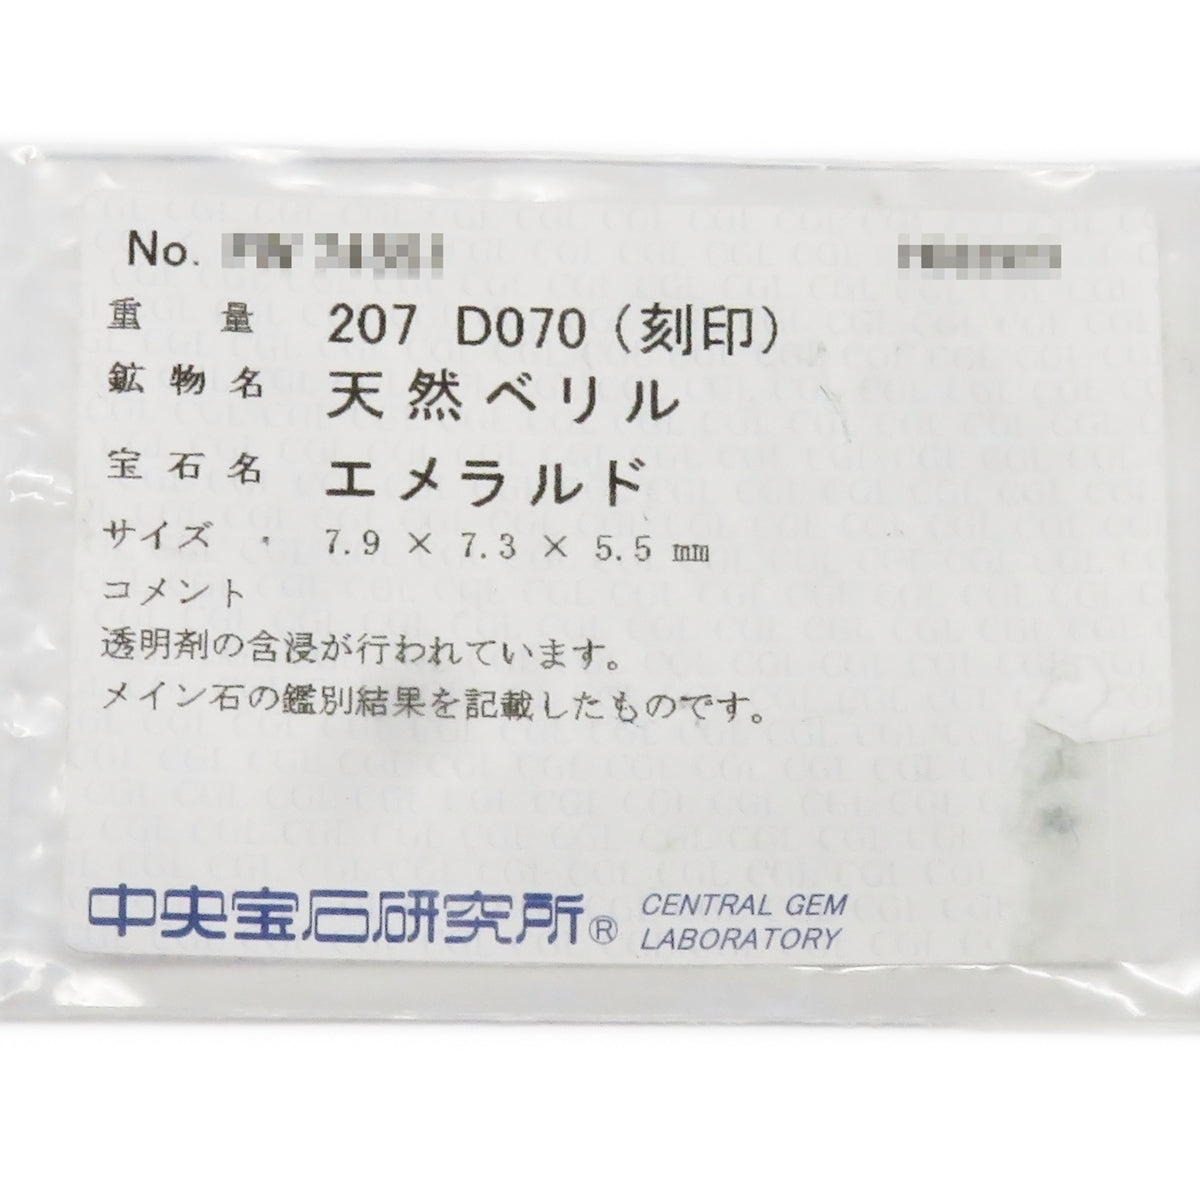 No.
重量 207 D070(刻印)
鉱物名 天然ベリル
宝石名 エメラルド
サイズ 7.9 × 7.3 × 5.5 ㎜
コメント
透明剤の含浸が行われています。
メイン石の鑑別結果を記載したものです。
中央宝石研究所® CENTRAL GEM
LABORATORY